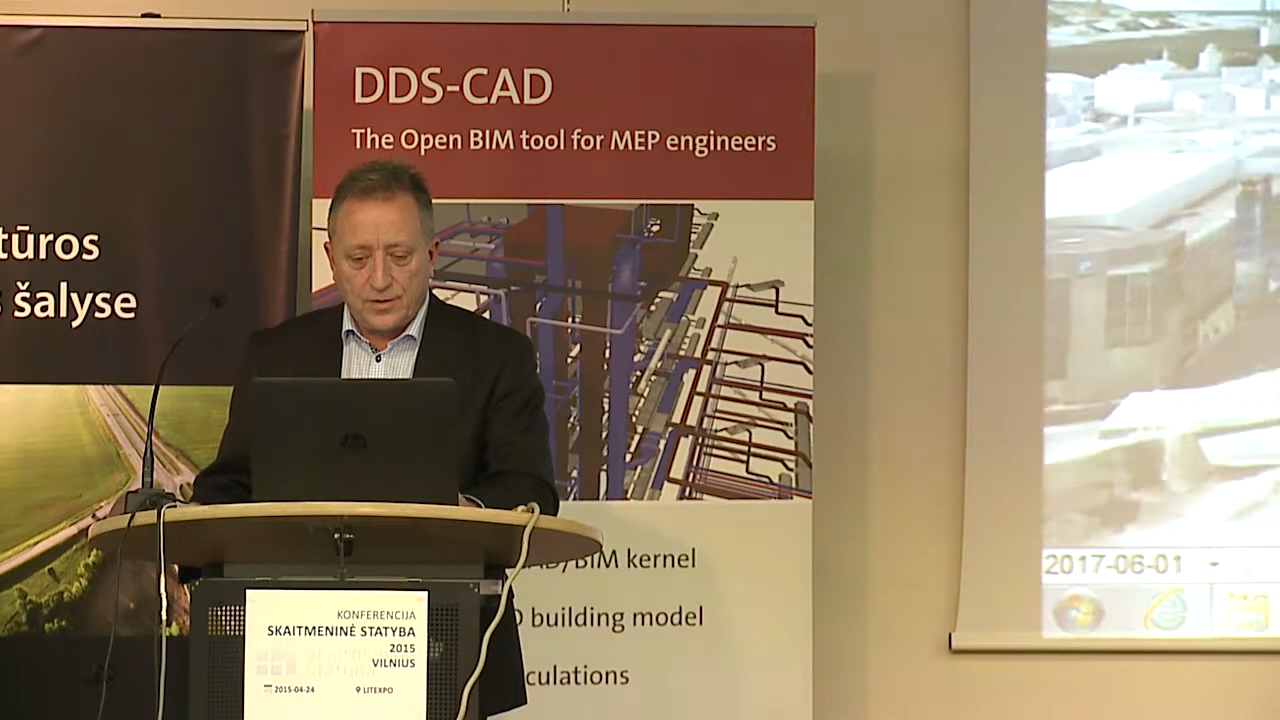 tūros
šalyse
DDS-CAD
The Open BIM tool for MEP engineers
/BIM kernel
building model
culations
KONFERENCIJA
SKAITMENINĖ STATYBA
2015
VILNIUS
2015-04-24
LITEXPO
2017-06-01